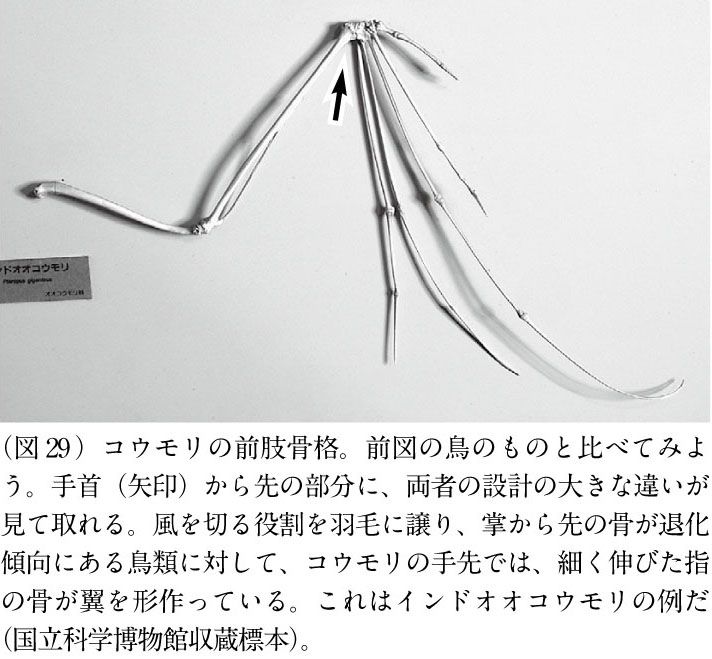 ンドオオコウモリ
Pteropus giganteus
オオコウモリ科
(図29) コウモリの前肢骨格。前図の鳥のものと比べてみよ
う。手首（矢印）から先の部分に、両者の設計の大きな違いが
見て取れる。風を切る役割を羽毛に譲り、掌から先の骨が退化
傾向にある鳥類に対して、コウモリの手先では、細く伸びた指
の骨が翼を形作っている。これはインドオオコウモリの例だ
(国立科学博物館収蔵標本)。